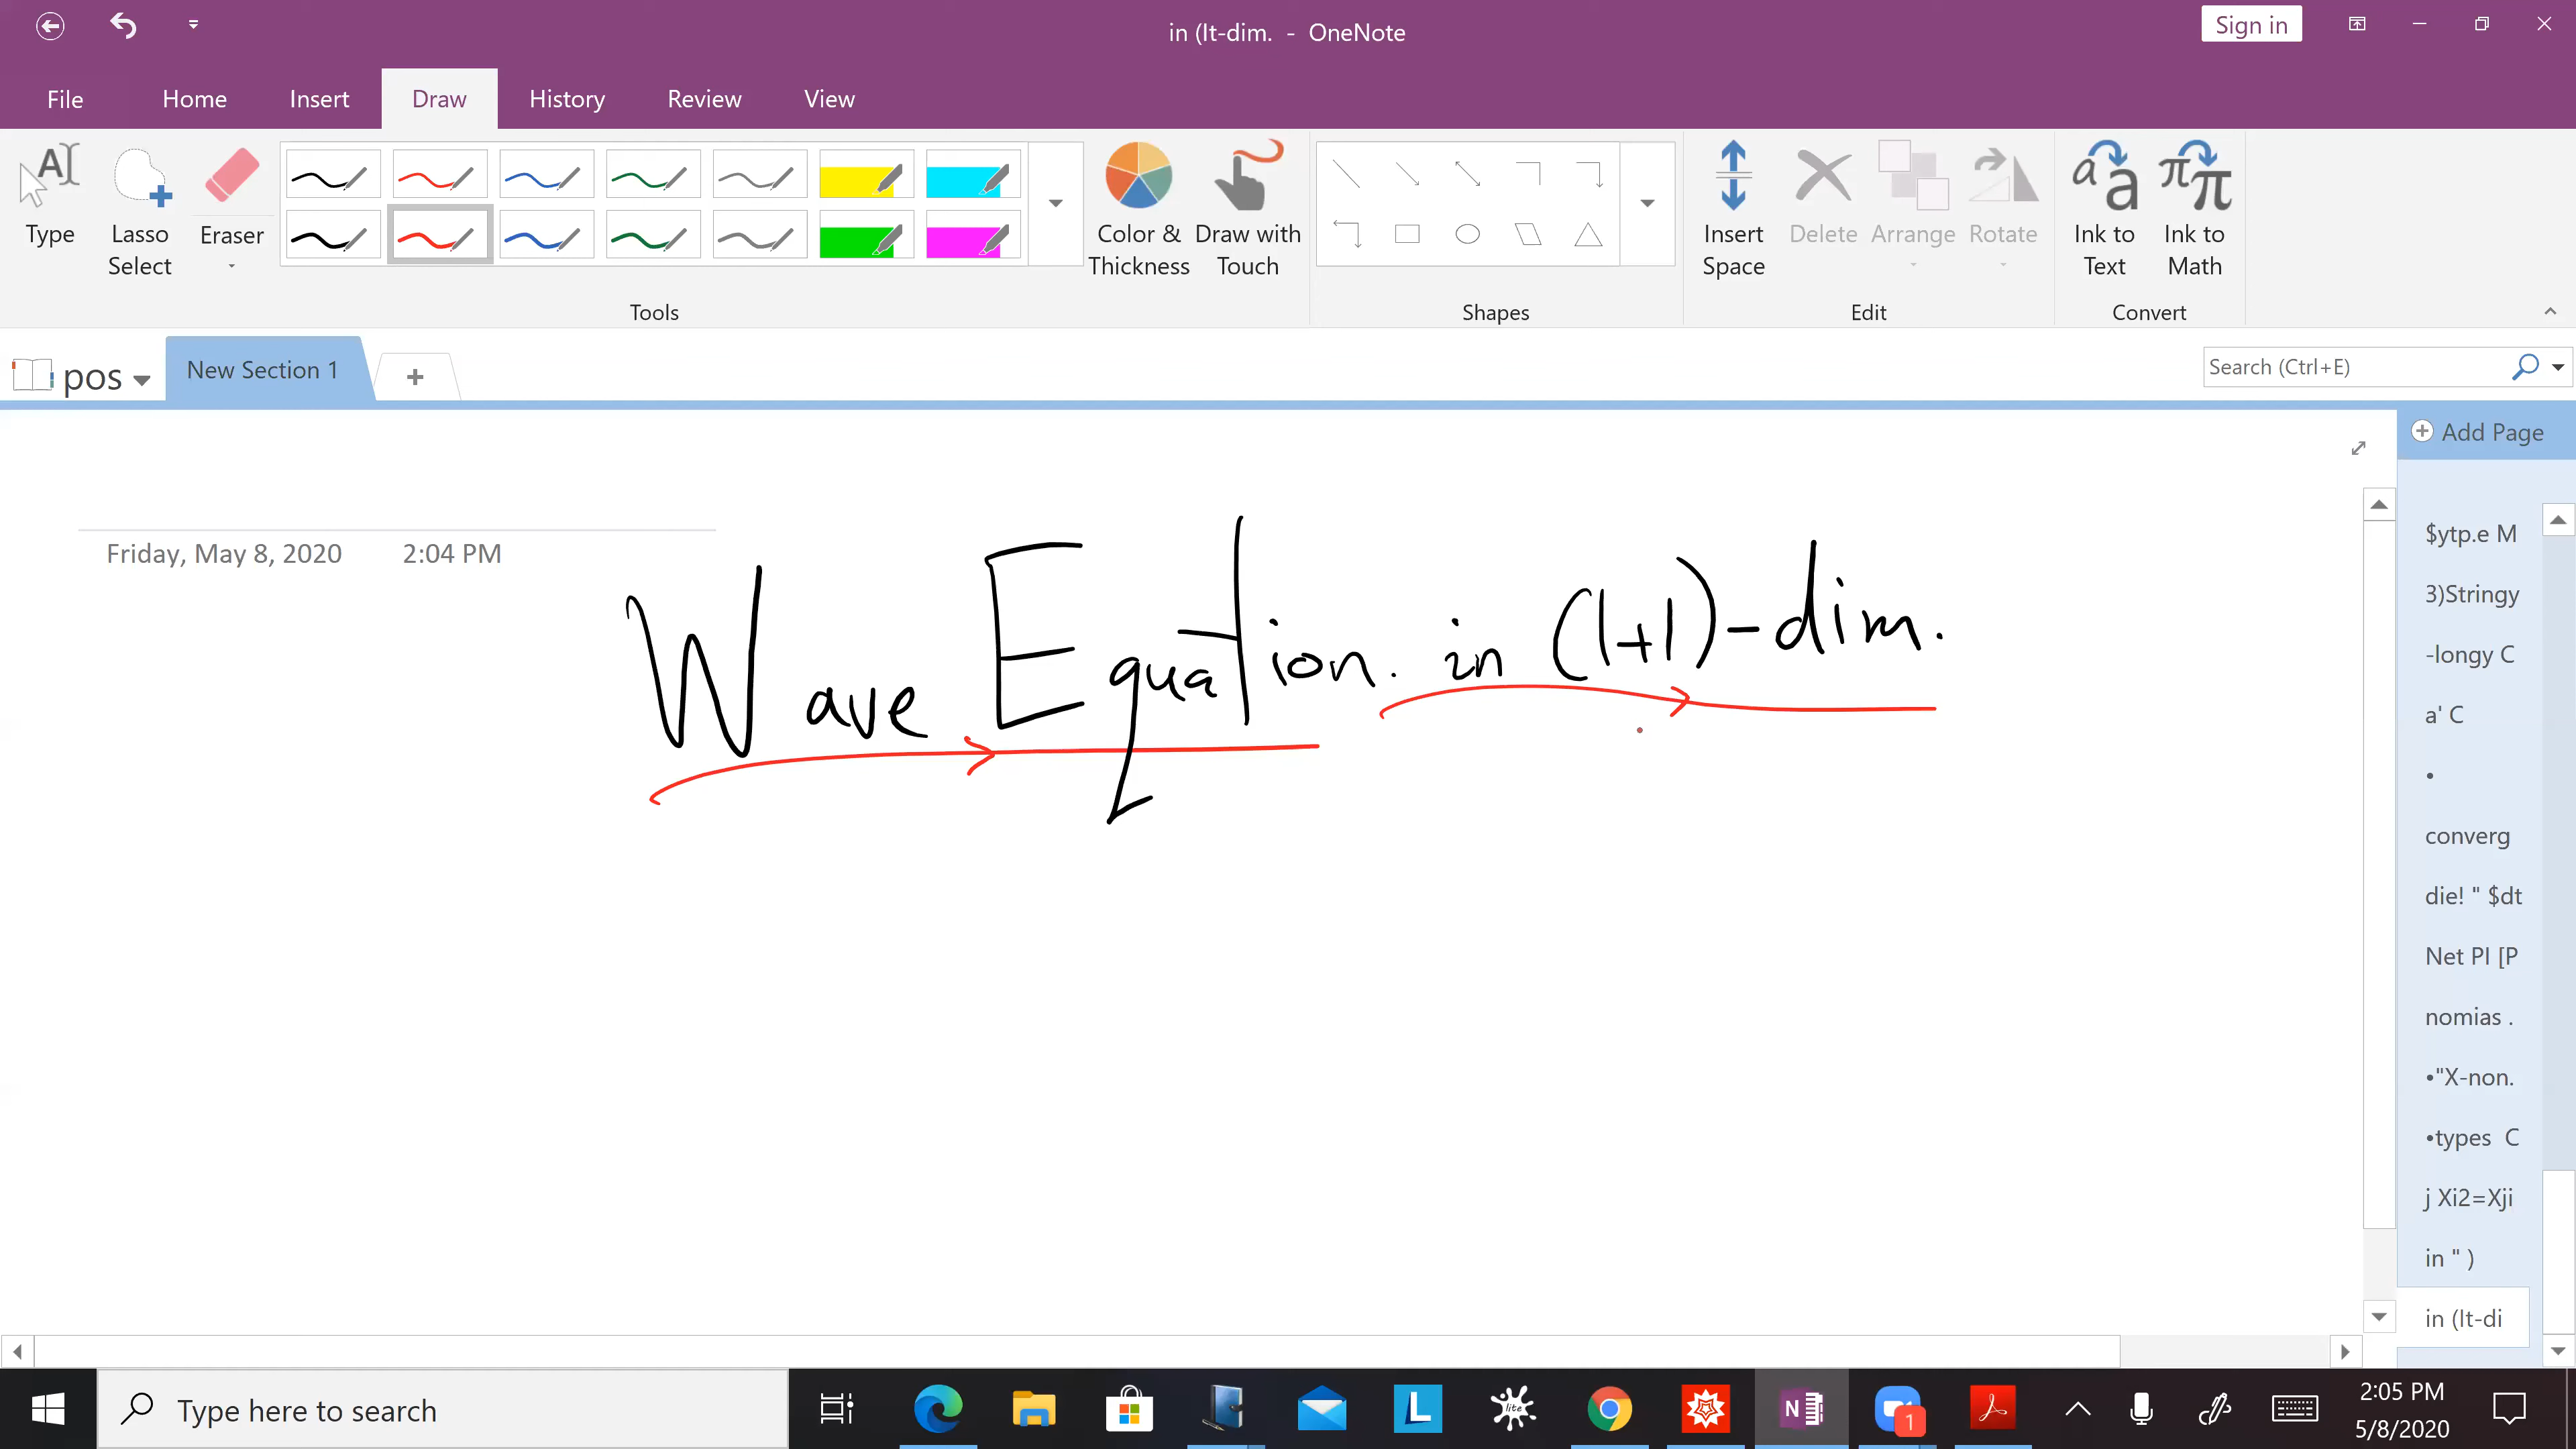 in (It-dim. - OneNote
Sign in
File Home Insert Draw History Review View
Type
Lasso Select
Eraser
Color & Thickness
Draw with Touch
Insert Space
Delete
Arrange
Rotate
Ink to Text
Ink to Math
Tools
Shapes
Edit
Convert
pos
New Section 1
+
Search (Ctrl+E)
Add Page
Friday, May 8, 2020 2:04 PM
Wave Equation. in (1+1)-dim.
$ytp.e M
3)Stringy
-longy C
a' C
•
converg
die! " $dt
Net PI [P
nomias .
•"X-non.
•types C
j Xi2=Xji
in " )
in (It-di
Type here to search
L
lite
N
1
2:05 PM
5/8/2020